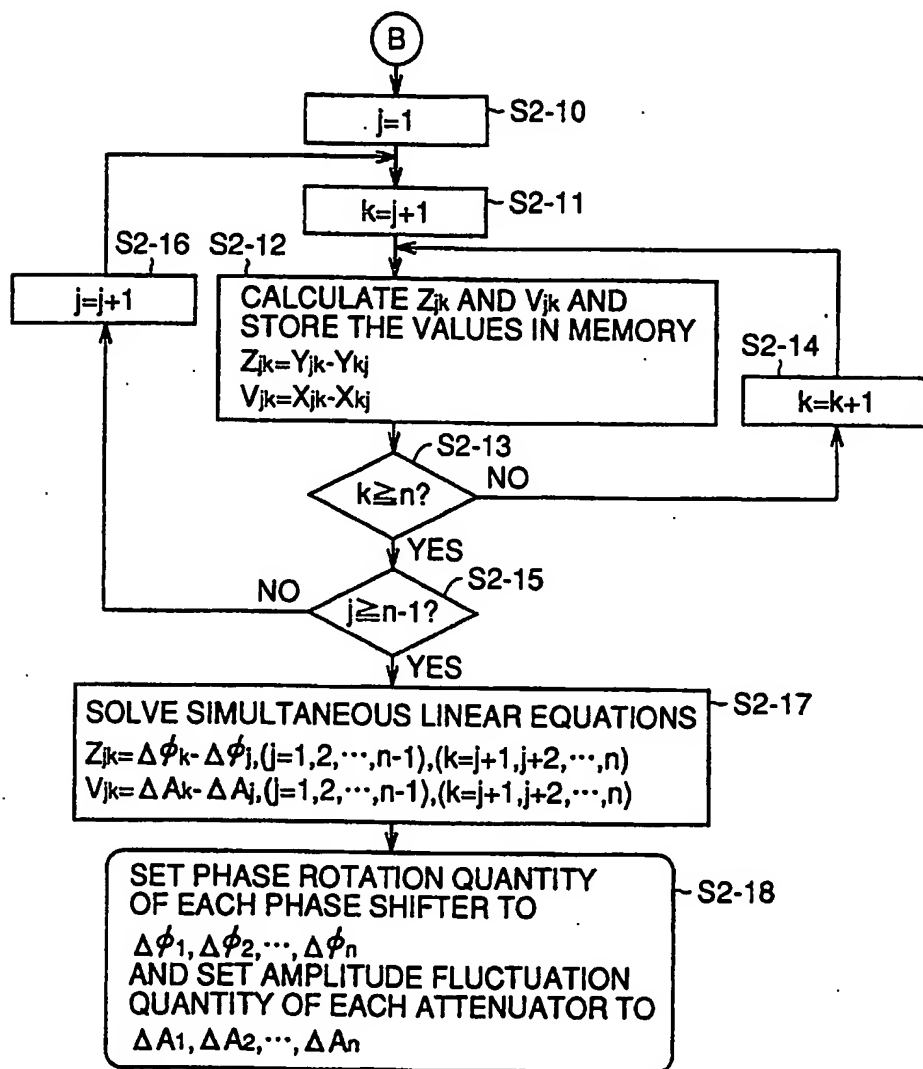 B
j=1
S2-10
k=j+1
S2-11
S2-16
j=j+1
S2-12
CALCULATE Zjk AND Vjk AND
STORE THE VALUES IN MEMORY
Zjk=Yjk-Ykj
Vjk=Xjk-Xkj
S2-14
k=k+1
S2-13
k≧n?
NO
YES
S2-15
NO
j≧n-1?
YES
S2-17
SOLVE SIMULTANEOUS LINEAR EQUATIONS
Zjk=Δϕk-Δϕj,(j=1,2,⋯,n-1),(k=j+1,j+2,⋯,n)
Vjk=ΔAk-ΔAj,(j=1,2,⋯,n-1),(k=j+1,j+2,⋯,n)
SET PHASE ROTATION QUANTITY
OF EACH PHASE SHIFTER TO
Δϕ1,Δϕ2,⋯,Δϕn
AND SET AMPLITUDE FLUCTUATION
QUANTITY OF EACH ATTENUATOR TO
ΔA1,ΔA2,⋯,ΔAn
S2-18